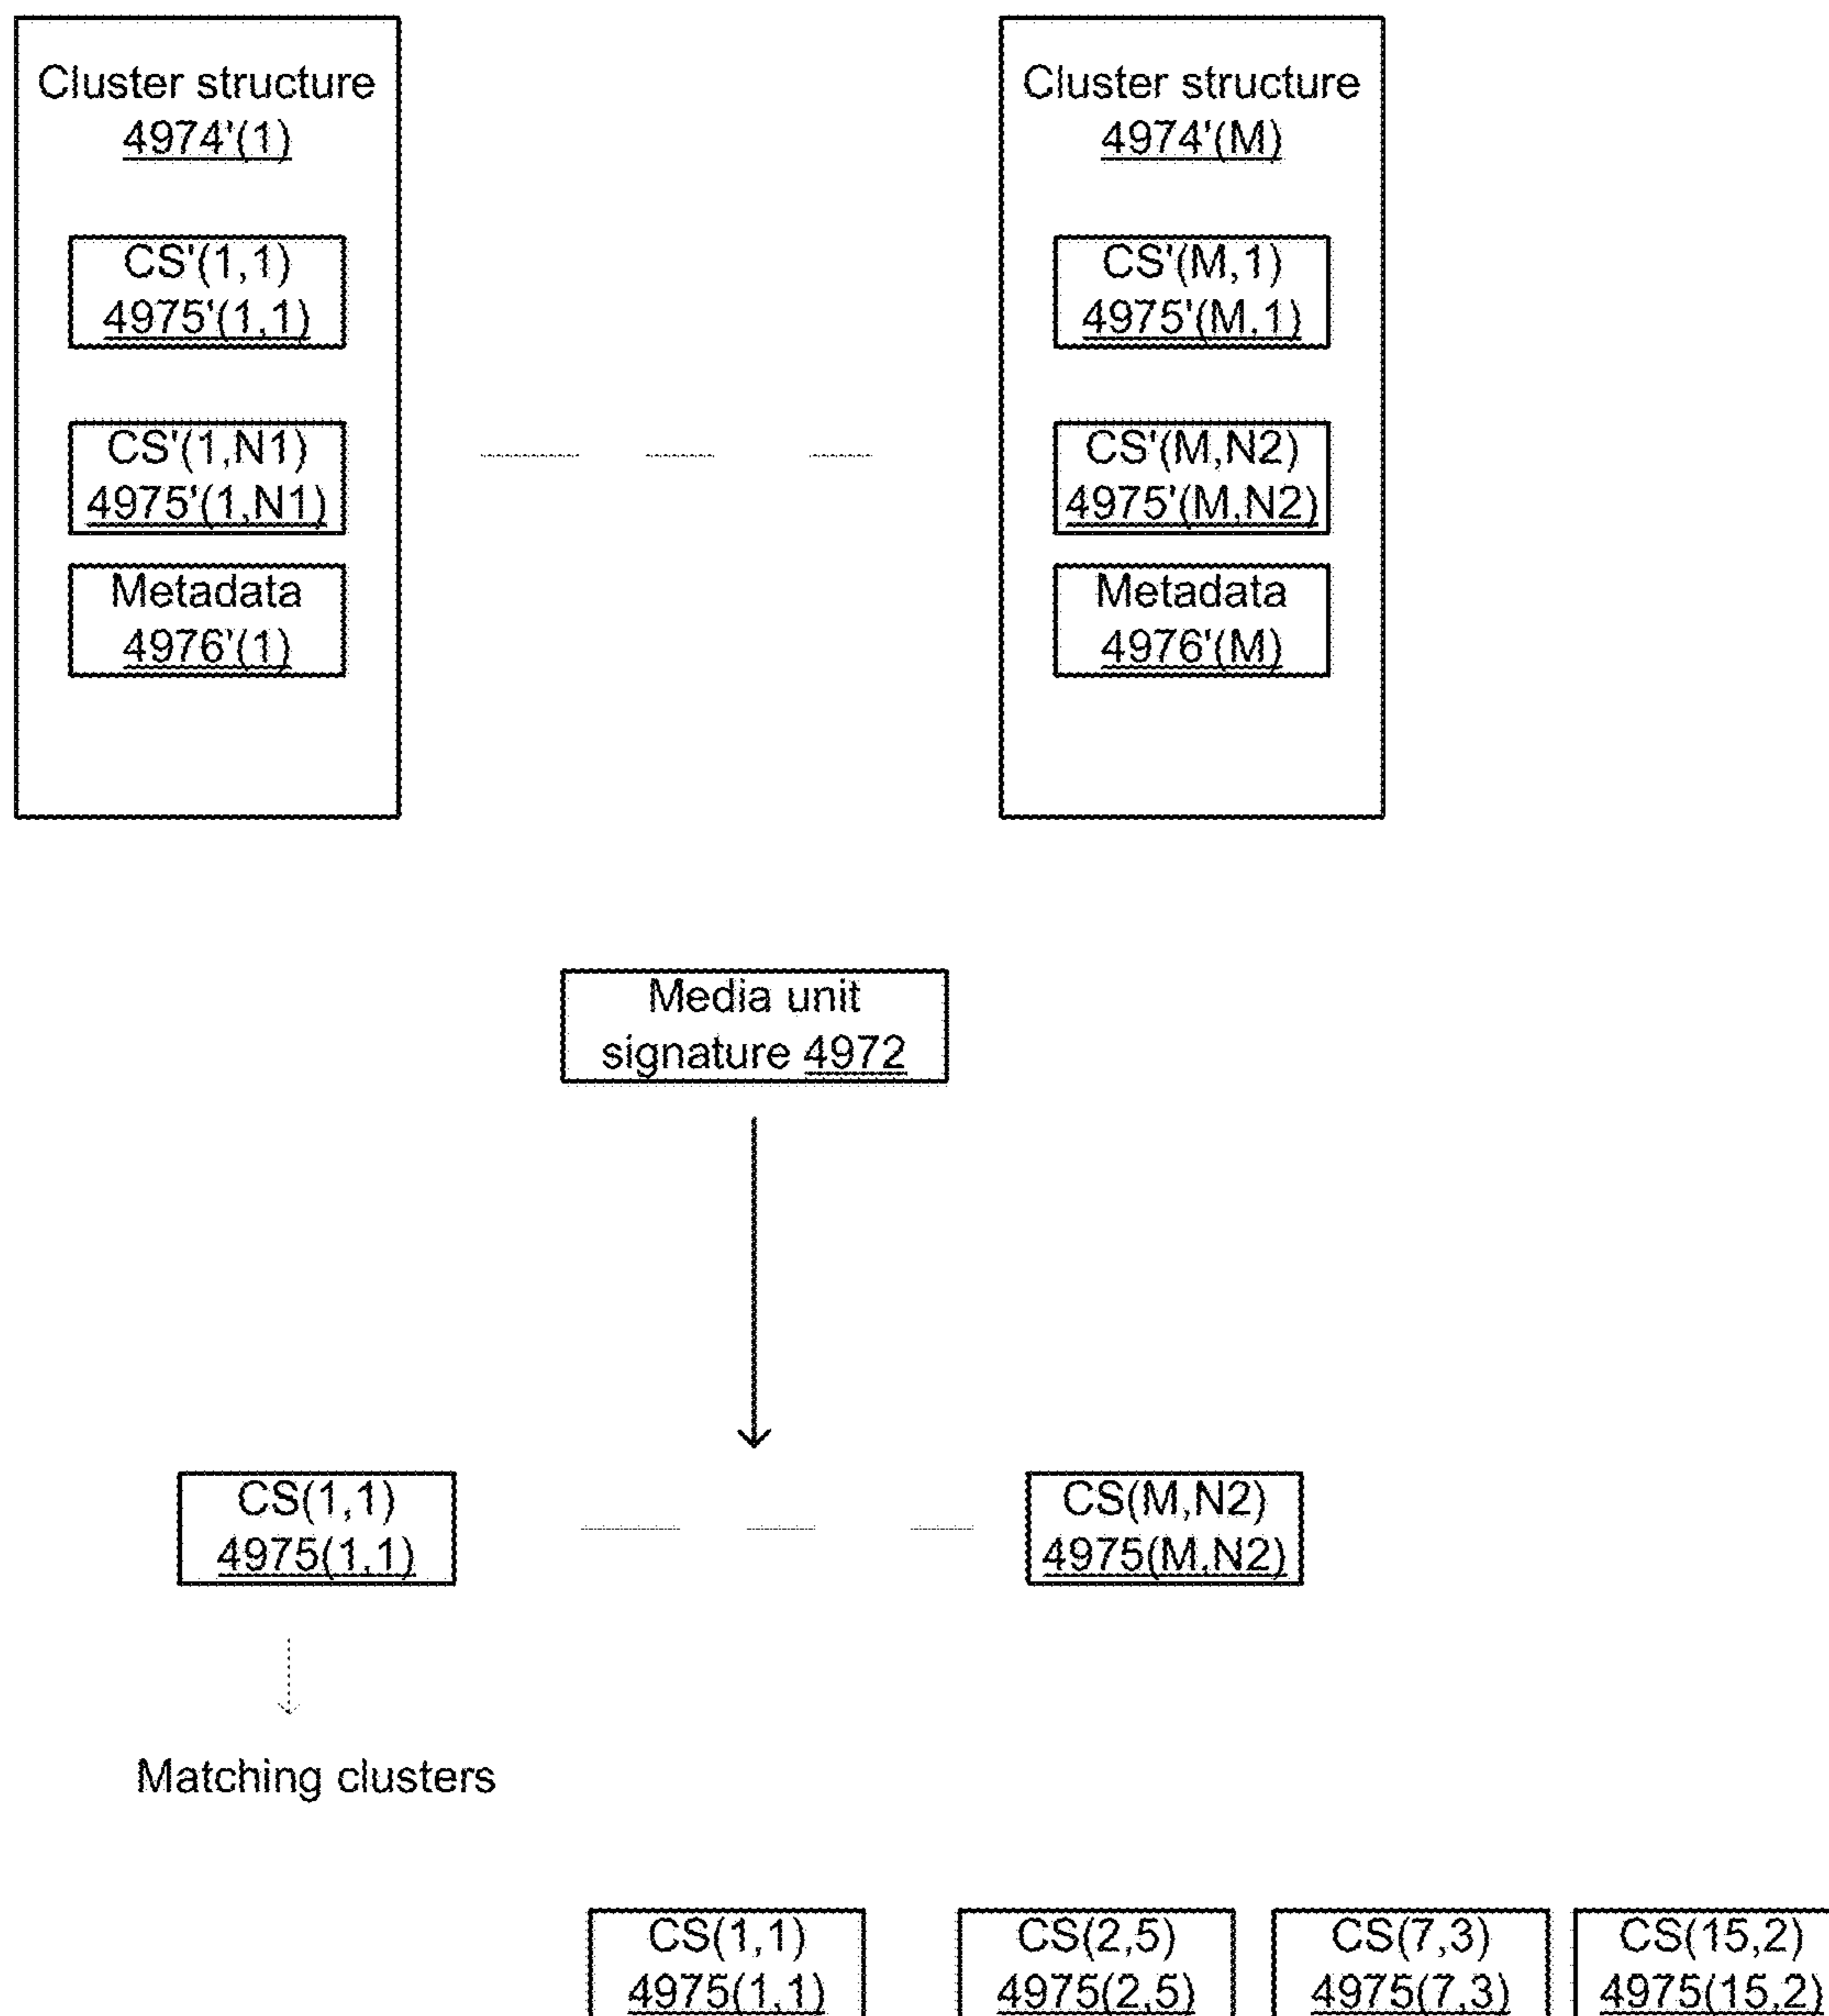 Cluster structure
4974'(1)
CS'(1,1)
4975'(1,1)
CS'(1,N1)
4975'(1,N1)
Metadata
4976'(1)
Cluster structure
4974'(M)
CS'(M,1)
4975'(M,1)
CS'(M,N2)
4975'(M,N2)
Metadata
4976'(M)
Media unit
signature 4972
CS(1,1)
4975(1,1)
CS(M,N2)
4975(M,N2)
Matching clusters
CS(1,1)
4975(1,1)
CS(2,5)
4975(2,5)
CS(7,3)
4975(7,3)
CS(15,2)
4975(15,2)